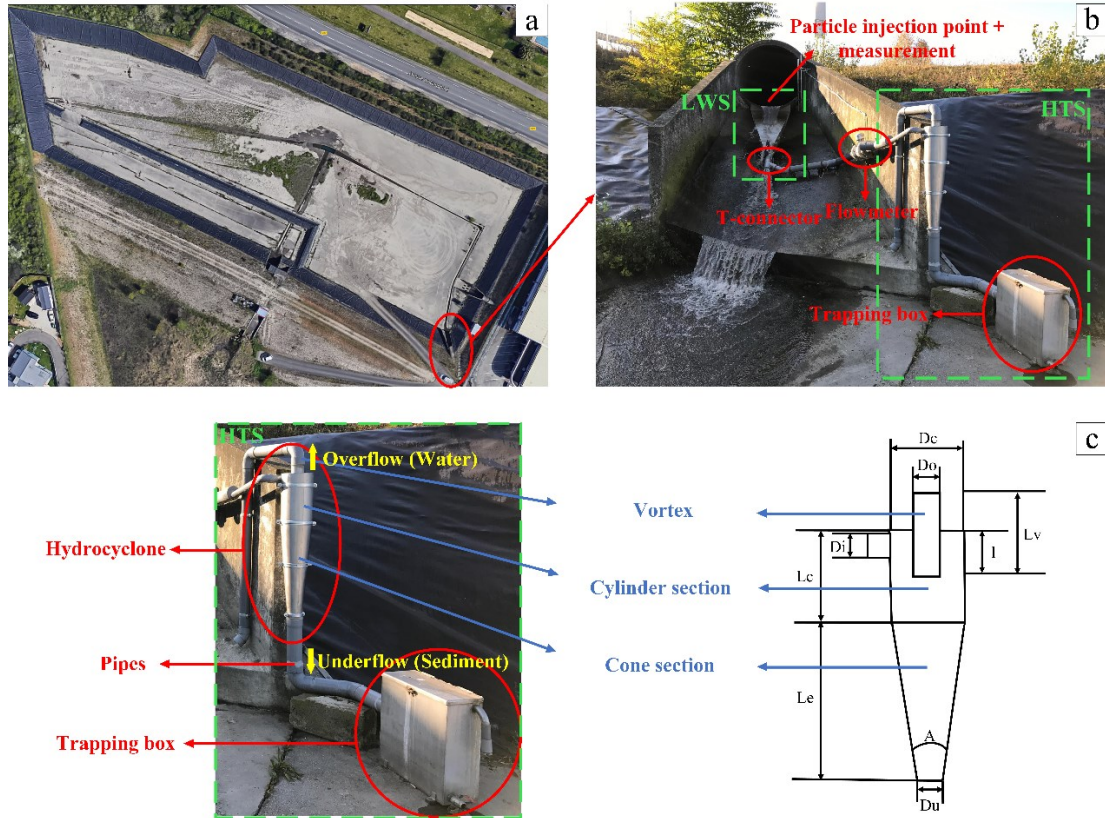 a
b
Particle injection point +
measurement
LWS
HTS
T-connector
Flowmeter
Trapping box
HTS
Overflow (Water)
Hydrocyclone
Pipes
Underflow (Sediment)
Trapping box
c
Dc
Do
Vortex
Lv
Di
l
Lc
Cylinder section
Cone section
Le
A
Du